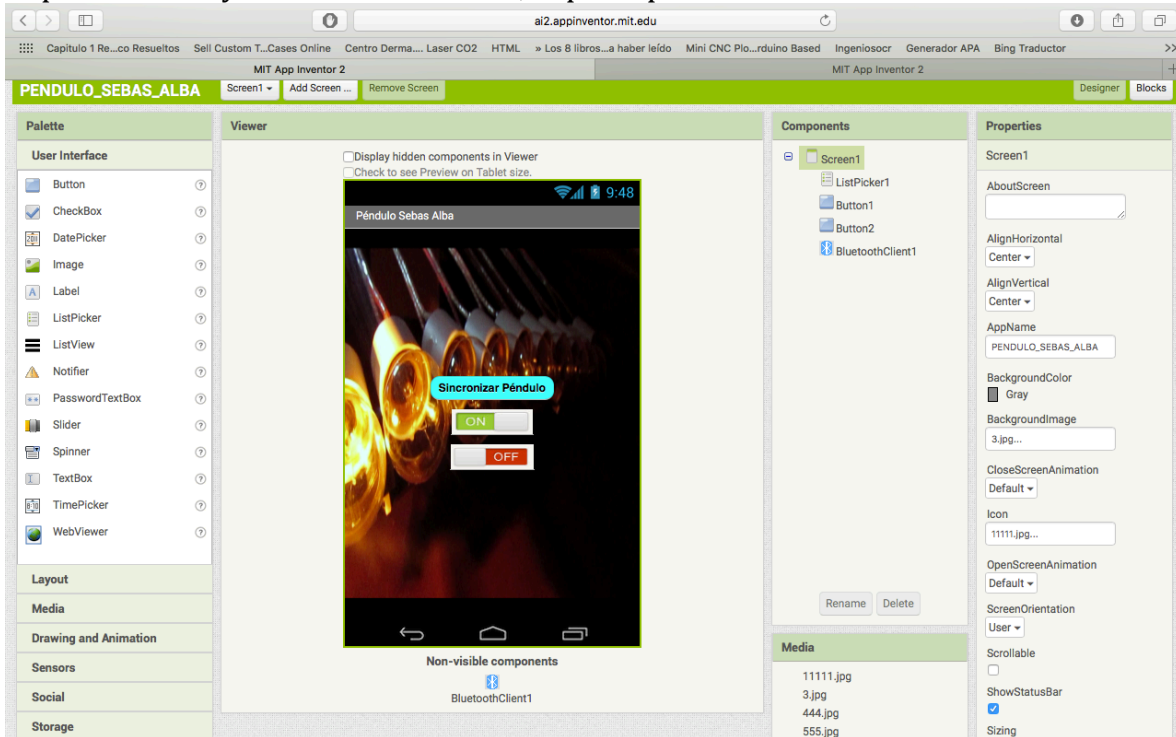 ai2.appinventor.mit.edu
Capitulo 1 Re...co Resueltos Sell Custom T...Cases Online Centro Derma.... Laser CO2 HTML » Los 8 libros...a haber leído Mini CNC Plo...rduino Based Ingeniosocr Generador APA Bing Traductor >>
MIT App Inventor 2 MIT App Inventor 2 +
PENDULO_SEBAS_ALBA Screen1 Add Screen ... Remove Screen Designer Blocks
Palette
User Interface
Button ?
CheckBox ?
DatePicker ?
Image ?
Label ?
ListPicker ?
ListView ?
Notifier ?
PasswordTextBox ?
Slider ?
Spinner ?
TextBox ?
TimePicker ?
WebViewer ?
Layout
Media
Drawing and Animation
Sensors
Social
Storage
Viewer
Display hidden components in Viewer
Check to see Preview on Tablet size.
9:48
Péndulo Sebas Alba
Sincronizar Péndulo
ON
OFF
Non-visible components
BluetoothClient1
Components
Screen1
ListPicker1
Button1
Button2
BluetoothClient1
Rename Delete
Media
11111.jpg
3.jpg
444.jpg
555.jpg
Properties
Screen1
AboutScreen
AlignHorizontal
Center
AlignVertical
Center
AppName
PENDULO_SEBAS_ALBA
BackgroundColor
Gray
BackgroundImage
3.jpg...
CloseScreenAnimation
Default
Icon
11111.jpg...
OpenScreenAnimation
Default
ScreenOrientation
User
Scrollable
ShowStatusBar
Sizing